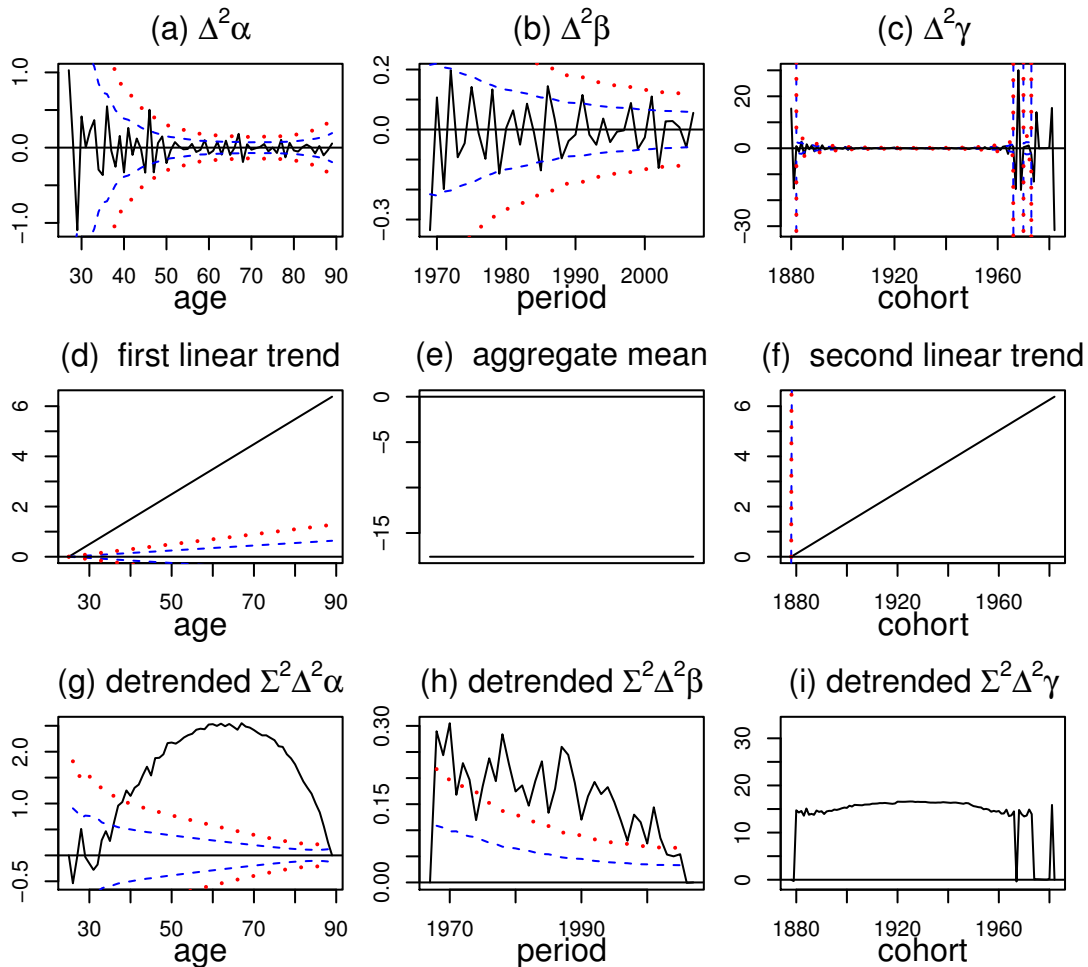 (a) Δ²α
(b) Δ²β
(c) Δ²γ
1.0
0.0
−1.0
30 40 50 60 70 80 90
age
0.2
0.0
−0.3
1970 1980 1990 2000
period
20
0
−30
1880 1920 1960
cohort
(d) first linear trend
(e) aggregate mean
(f) second linear trend
6
4
2
0
30 50 70 90
age
0
−5
−15
6
4
2
0
1880 1920 1960
cohort
(g) detrended Σ²Δ²α
(h) detrended Σ²Δ²β
(i) detrended Σ²Δ²γ
2.0
1.0
−0.5
30 50 70 90
age
0.30
0.15
0.00
1970 1990
period
30
20
10
0
1880 1920 1960
cohort